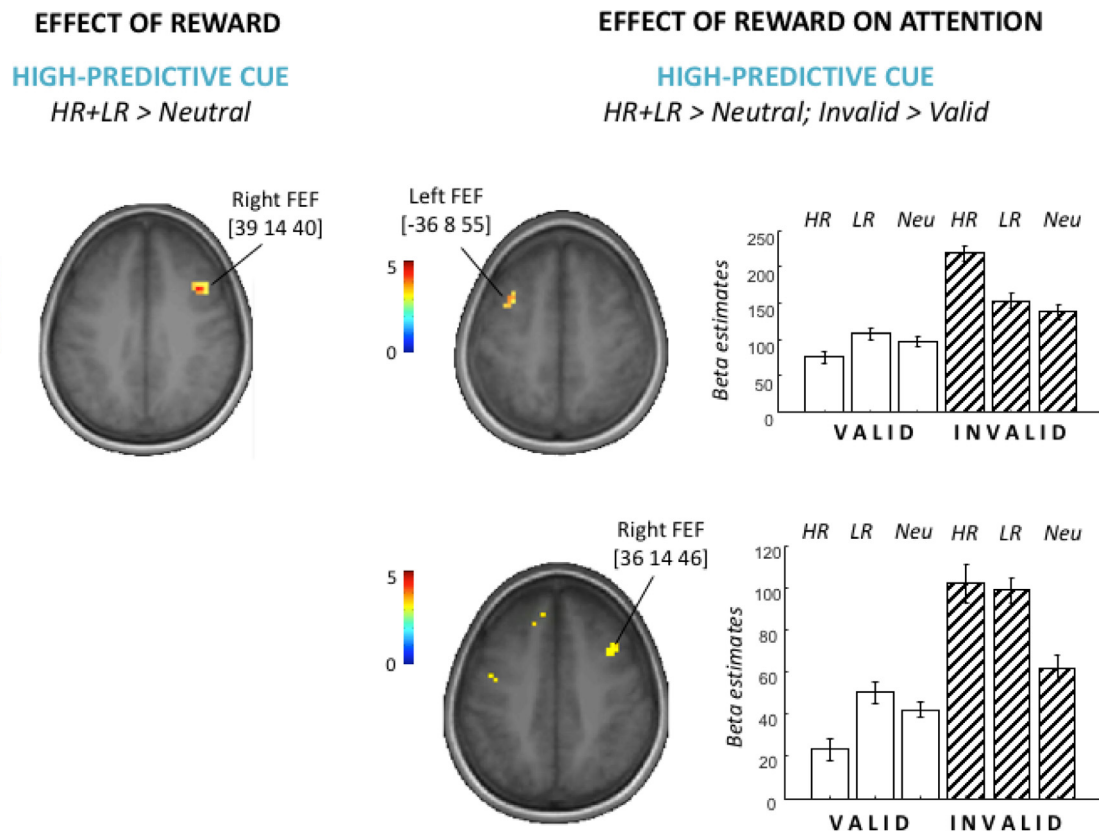 EFFECT OF REWARD
HIGH-PREDICTIVE CUE
HR+LR > Neutral
EFFECT OF REWARD ON ATTENTION
HIGH-PREDICTIVE CUE
HR+LR > Neutral; Invalid > Valid
Right FEF
[39 14 40]
Left FEF
[-36 8 55]
5
0
HR LR Neu HR LR Neu
Beta estimates
250
200
150
100
50
0
VALID INVALID
Right FEF
[36 14 46]
5
0
HR LR Neu HR LR Neu
Beta estimates
120
100
80
60
40
20
0
VALID INVALID